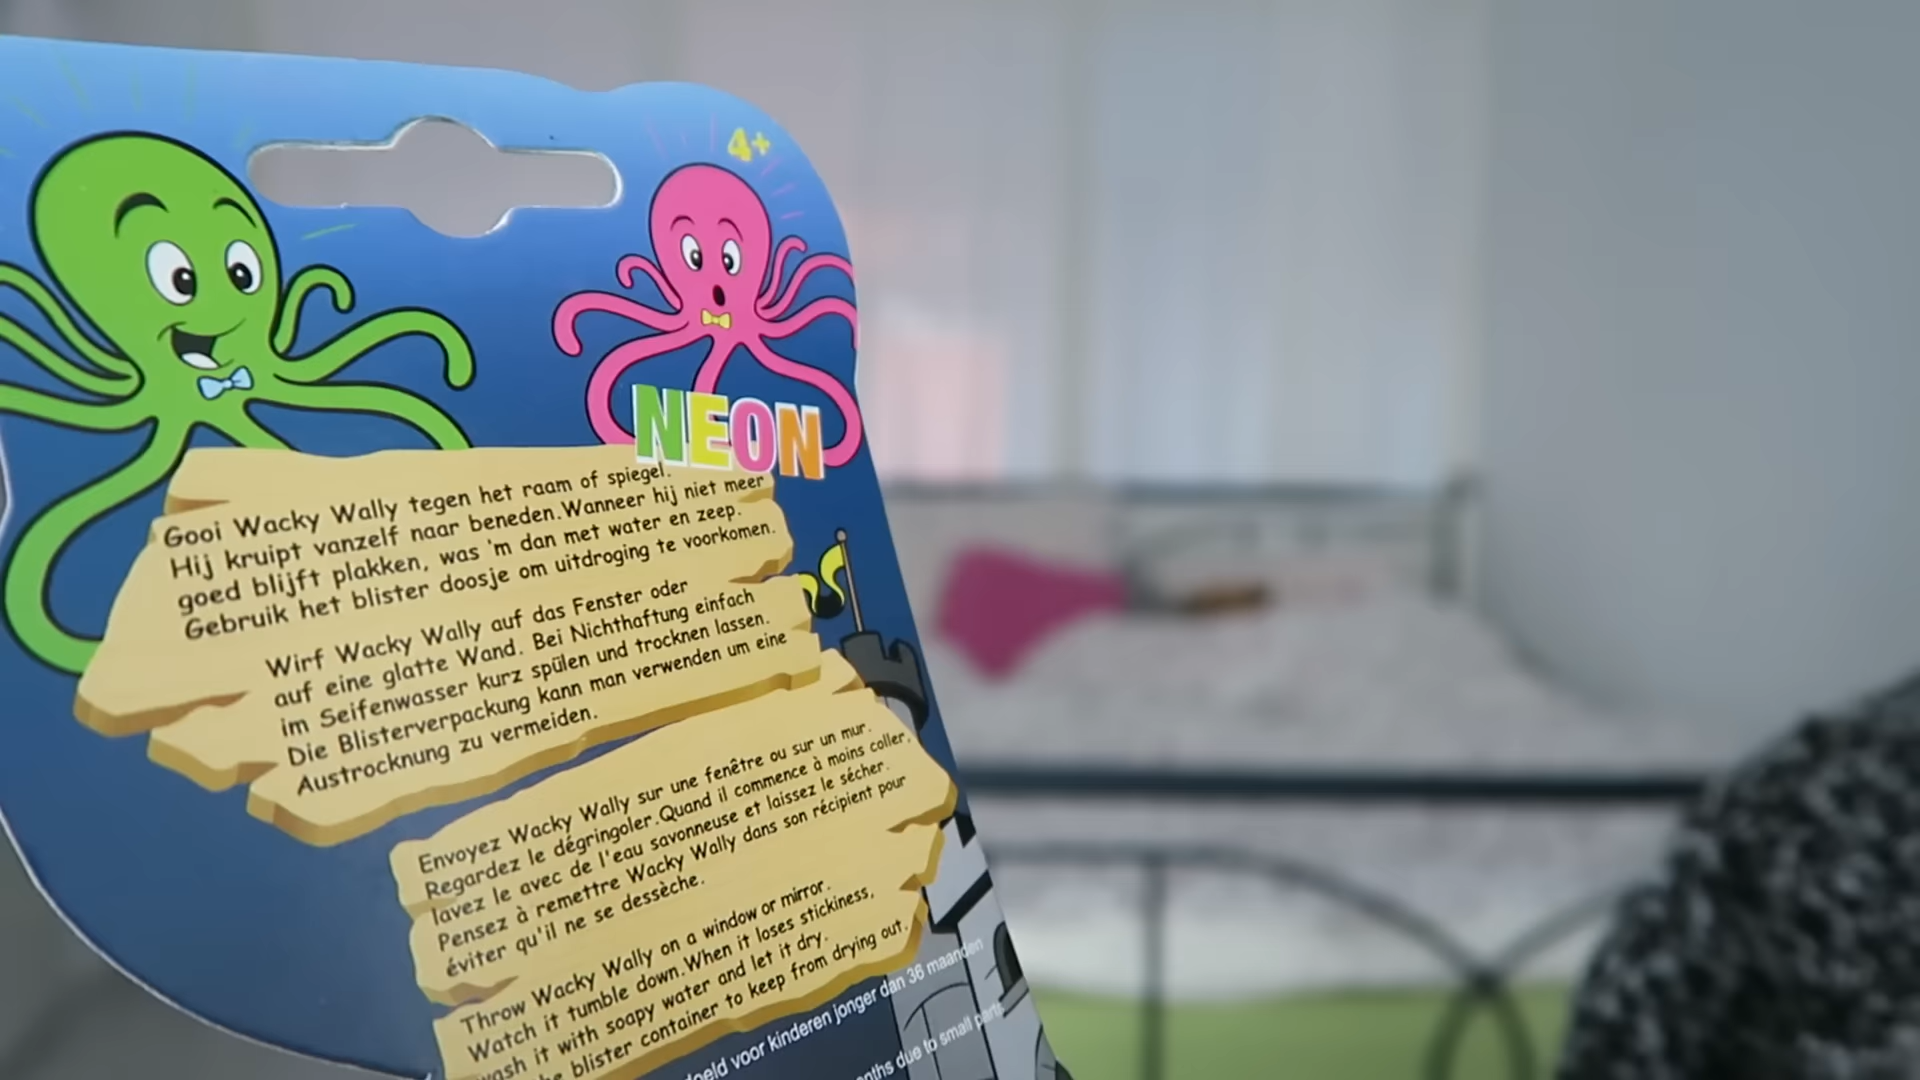 4+
NEON
Gooi Wacky Wally tegen het raam of spiegel.
Hij kruipt vanzelf naar beneden.Wanneer hij niet meer
goed blijft plakken, was 'm dan met water en zeep.
Gebruik het blister doosje om uitdroging te voorkomen.
Wirf Wacky Wally auf das Fenster oder
auf eine glatte Wand. Bei Nichthaftung einfach
im Seifenwasser kurz spülen und trocknen lassen.
Die Blisterverpackung kann man verwenden um eine
Austrocknung zu vermeiden.
Envoyez Wacky Wally sur une fenêtre ou sur un mur.
Regardez le dégringoler.Quand il commence à moins coller,
lavez le avec de l'eau savonneuse et laissez le sécher.
Pensez à remettre Wacky Wally dans son récipient pour
éviter qu'il ne se dessèche.
Throw Wacky Wally on a window or mirror.
Watch it tumble down.When it loses stickiness,
it with soapy water and let it dry.
blister container to keep from drying out.
voor kinderen jonger dan 36 maanden
due to small parts